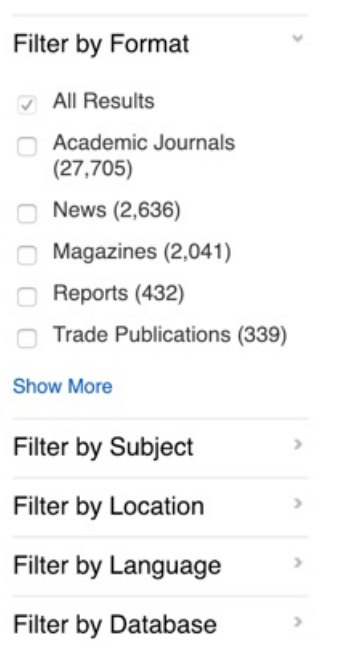 Filter by Format
All Results
Academic Journals
(27,705)
News (2,636)
Magazines (2,041)
Reports (432)
Trade Publications (339)
Show More
Filter by Subject
Filter by Location
Filter by Language
Filter by Database